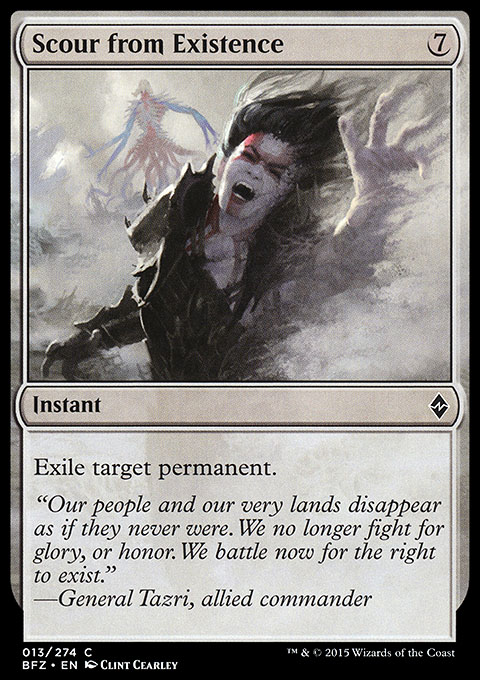 Scour from Existence 7
Instant
Exile target permanent.
“Our people and our very lands disappear
as if they never were. We no longer fight for
glory, or honor. We battle now for the right
to exist.”
—General Tazri, allied commander
013/274 C
BFZ • EN Clint Cearley
™ & © 2015 Wizards of the Coast